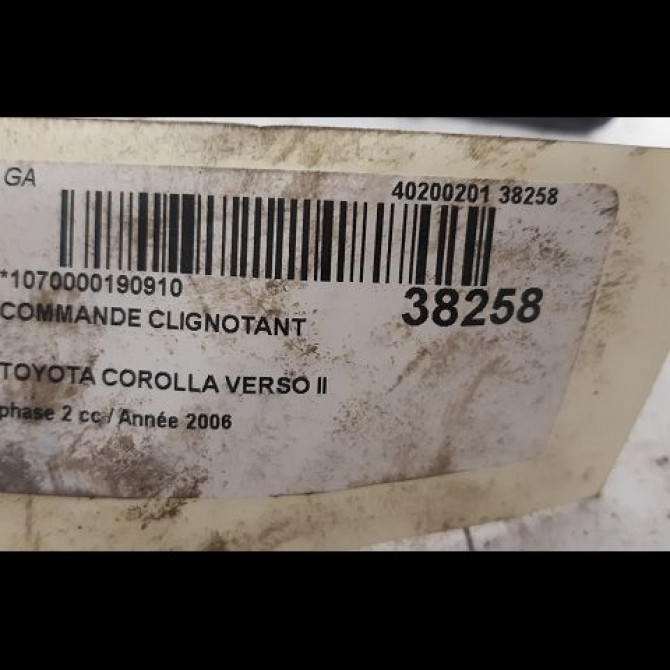 GA
40200201 38258
*1070000190910
38258
COMMANDE CLIGNOTANT
TOYOTA COROLLA VERSO II
phase 2 cc / Année 2006